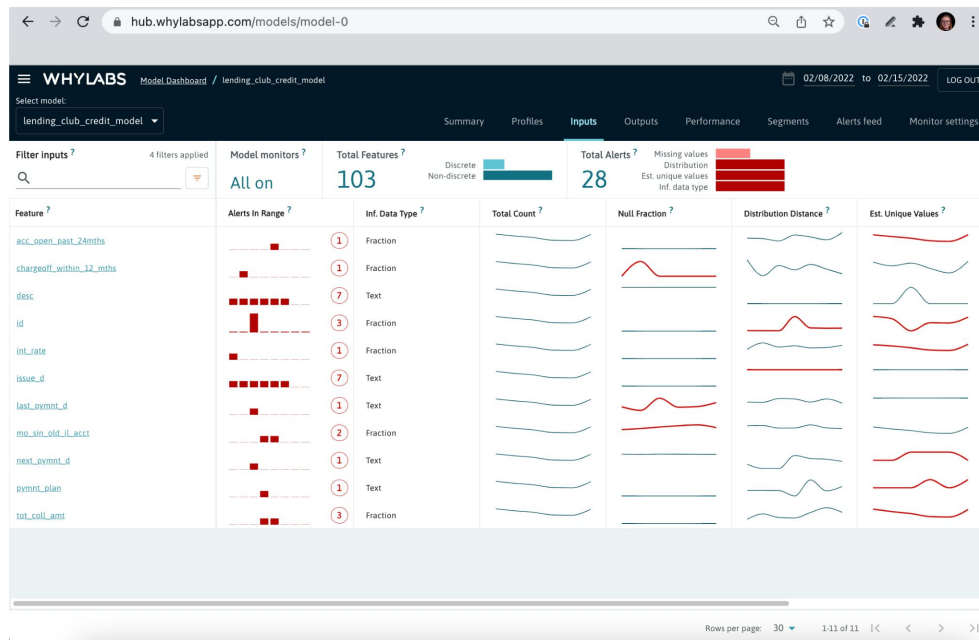 hub.whylabsapp.com/models/model-0
WHYLABS Model Dashboard / lending_club_credit_model 02/08/2022 to 02/15/2022 LOG OUT
Select model:
lending_club_credit_model
Summary Profiles Inputs Outputs Performance Segments Alerts feed Monitor settings
Filter inputs ? 4 filters applied
Model monitors ?
All on
Total Features ?
103
Discrete
Non-discrete
Total Alerts ?
28
Missing values
Distribution
Est. unique values
Inf. data type
Feature ? Alerts In Range ? Inf. Data Type ? Total Count ? Null Fraction ? Distribution Distance ? Est. Unique Values ?
acc_open_past_24mths 1 Fraction
chargeoff_within_12_mths 1 Fraction
desc 7 Text
id 3 Fraction
int_rate 1 Fraction
issue_d 7 Text
last_pymnt_d 1 Text
mo_sin_old_il_acct 2 Fraction
next_pymnt_d 1 Text
pymnt_plan 1 Text
tot_coll_amt 3 Fraction
Rows per page: 30 1-11 of 11